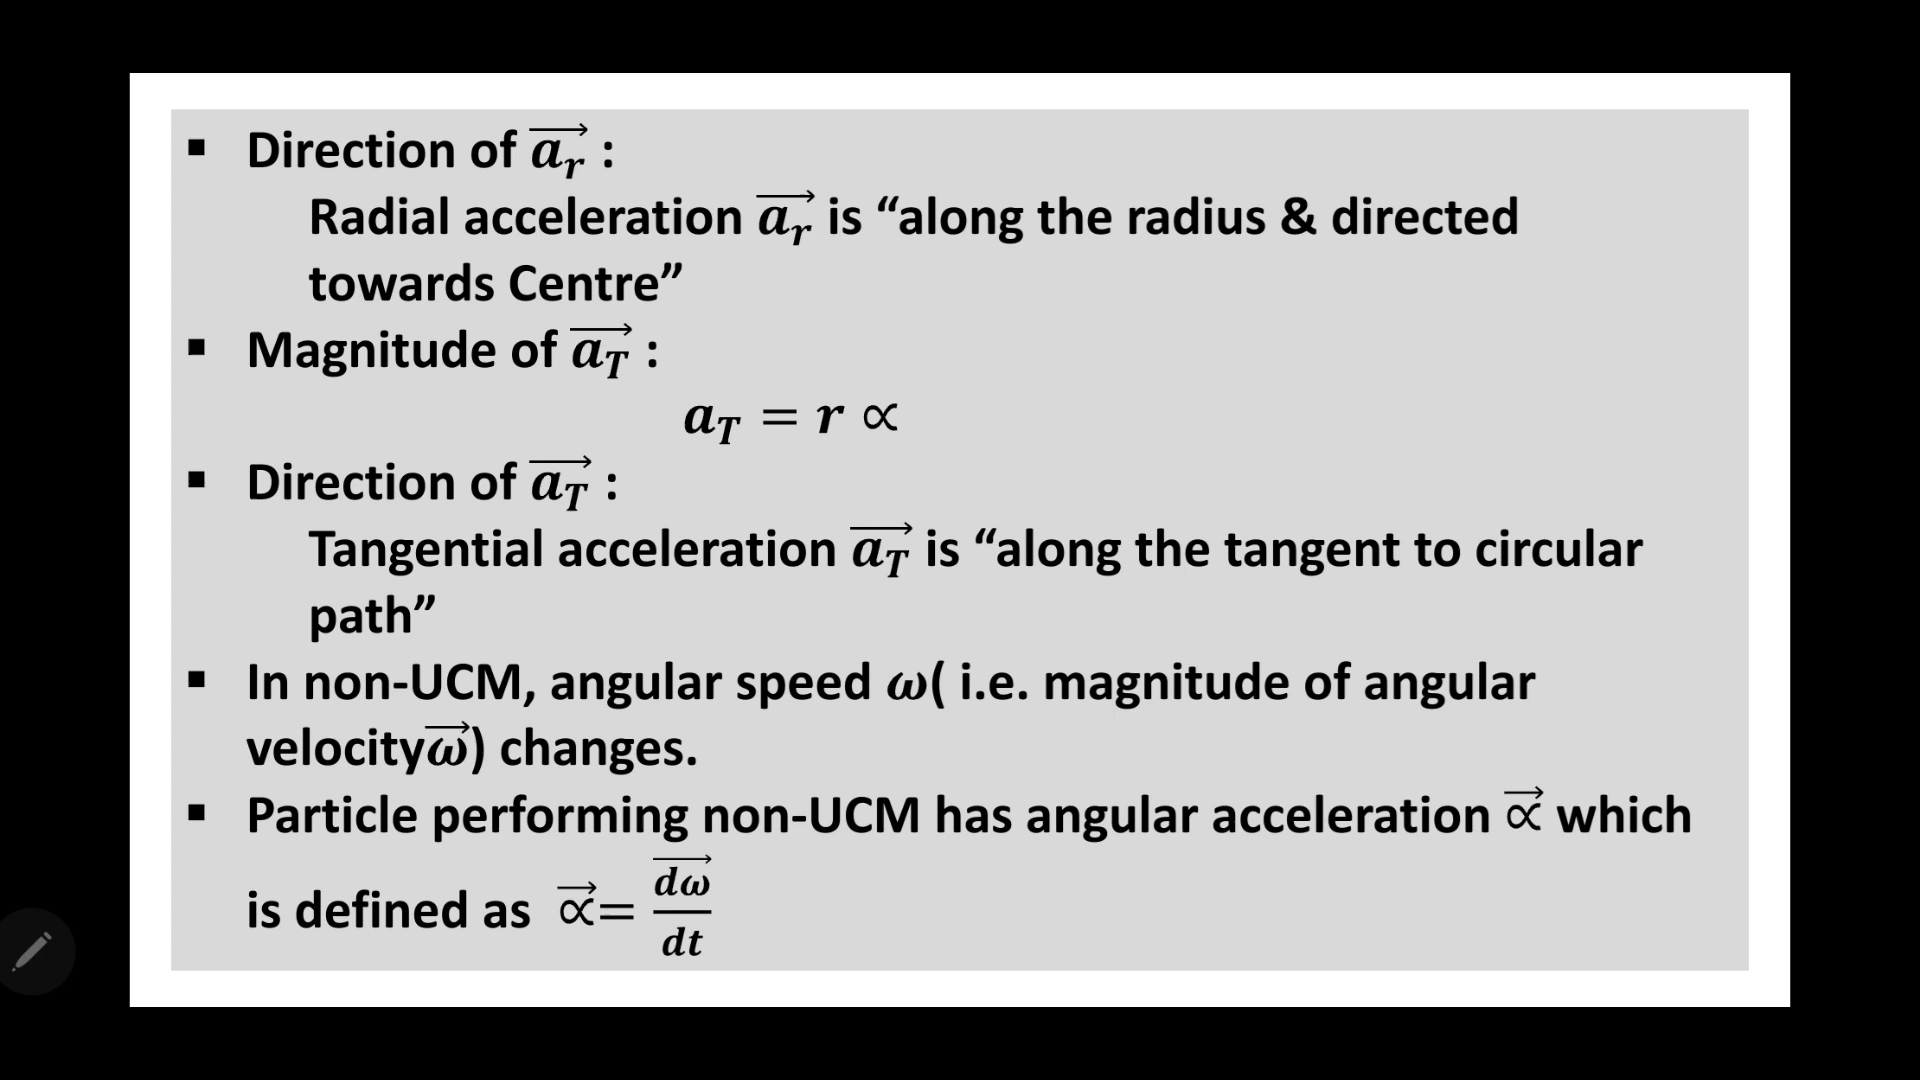 ▪ Direction of $\overrightarrow{a_r}$ :
Radial acceleration $\overrightarrow{a_r}$ is “along the radius & directed
towards Centre”
▪ Magnitude of $\overrightarrow{a_T}$ :
$a_T = r \propto$
▪ Direction of $\overrightarrow{a_T}$ :
Tangential acceleration $\overrightarrow{a_T}$ is “along the tangent to circular
path”
▪ In non-UCM, angular speed $\omega$( i.e. magnitude of angular
velocity$\overrightarrow{\omega}$) changes.
▪ Particle performing non-UCM has angular acceleration $\overrightarrow{\propto}$ which
is defined as $\overrightarrow{\propto} = \frac{\overrightarrow{d\omega}}{dt}$